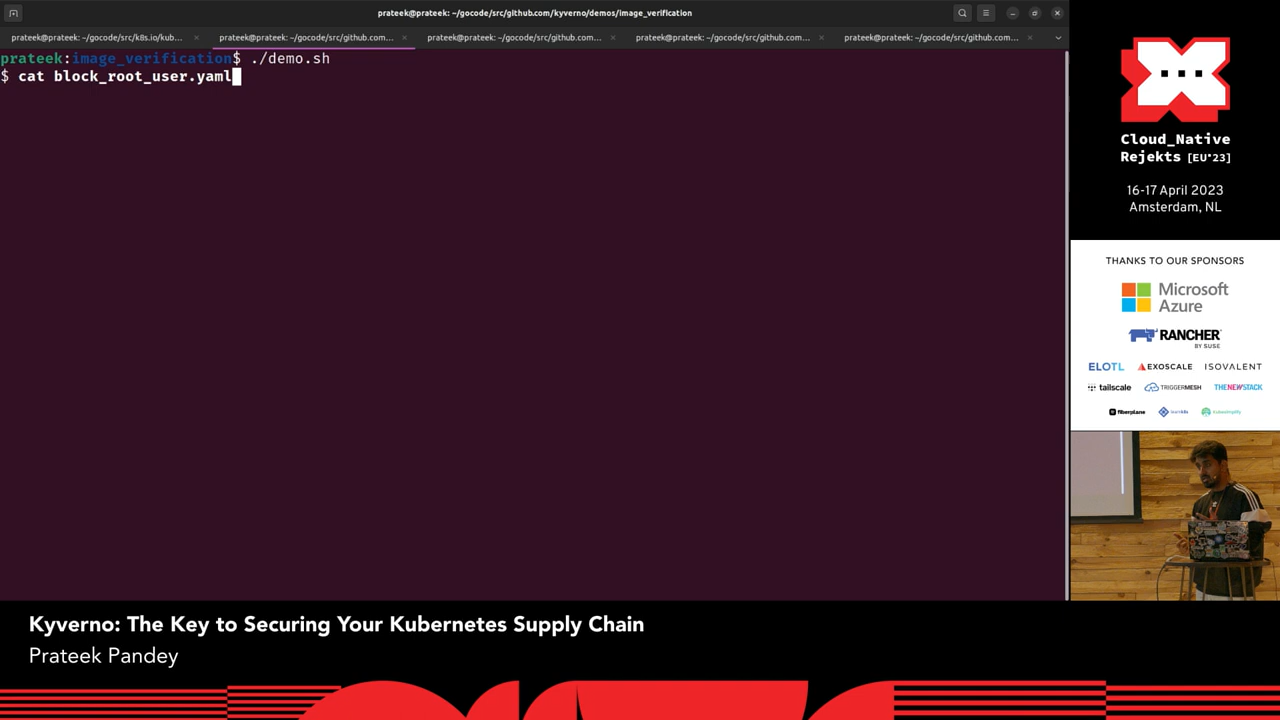 prateek@prateek: ~/gocode/src/github.com/kyverno/demos/image_verification
prateek@prateek: ~/gocode/src/k8s.io/kub...
prateek@prateek: ~/gocode/src/github.com...
prateek@prateek: ~/gocode/src/github.com...
prateek@prateek: ~/gocode/src/github.com...
prateek@prateek: ~/gocode/src/github.com...
prateek:image_verification$ ./demo.sh
$ cat block_root_user.yaml
Cloud_Native
Rejekts [EU'23]
16-17 April 2023
Amsterdam, NL
THANKS TO OUR SPONSORS
Microsoft
Azure
RANCHER
BY SUSE
ELOTL
EXOSCALE
ISOVALENT
tailscale
TRIGGERMESH
THENEWSTACK
fiberplane
kubesimplify
Kyverno: The Key to Securing Your Kubernetes Supply Chain
Prateek Pandey